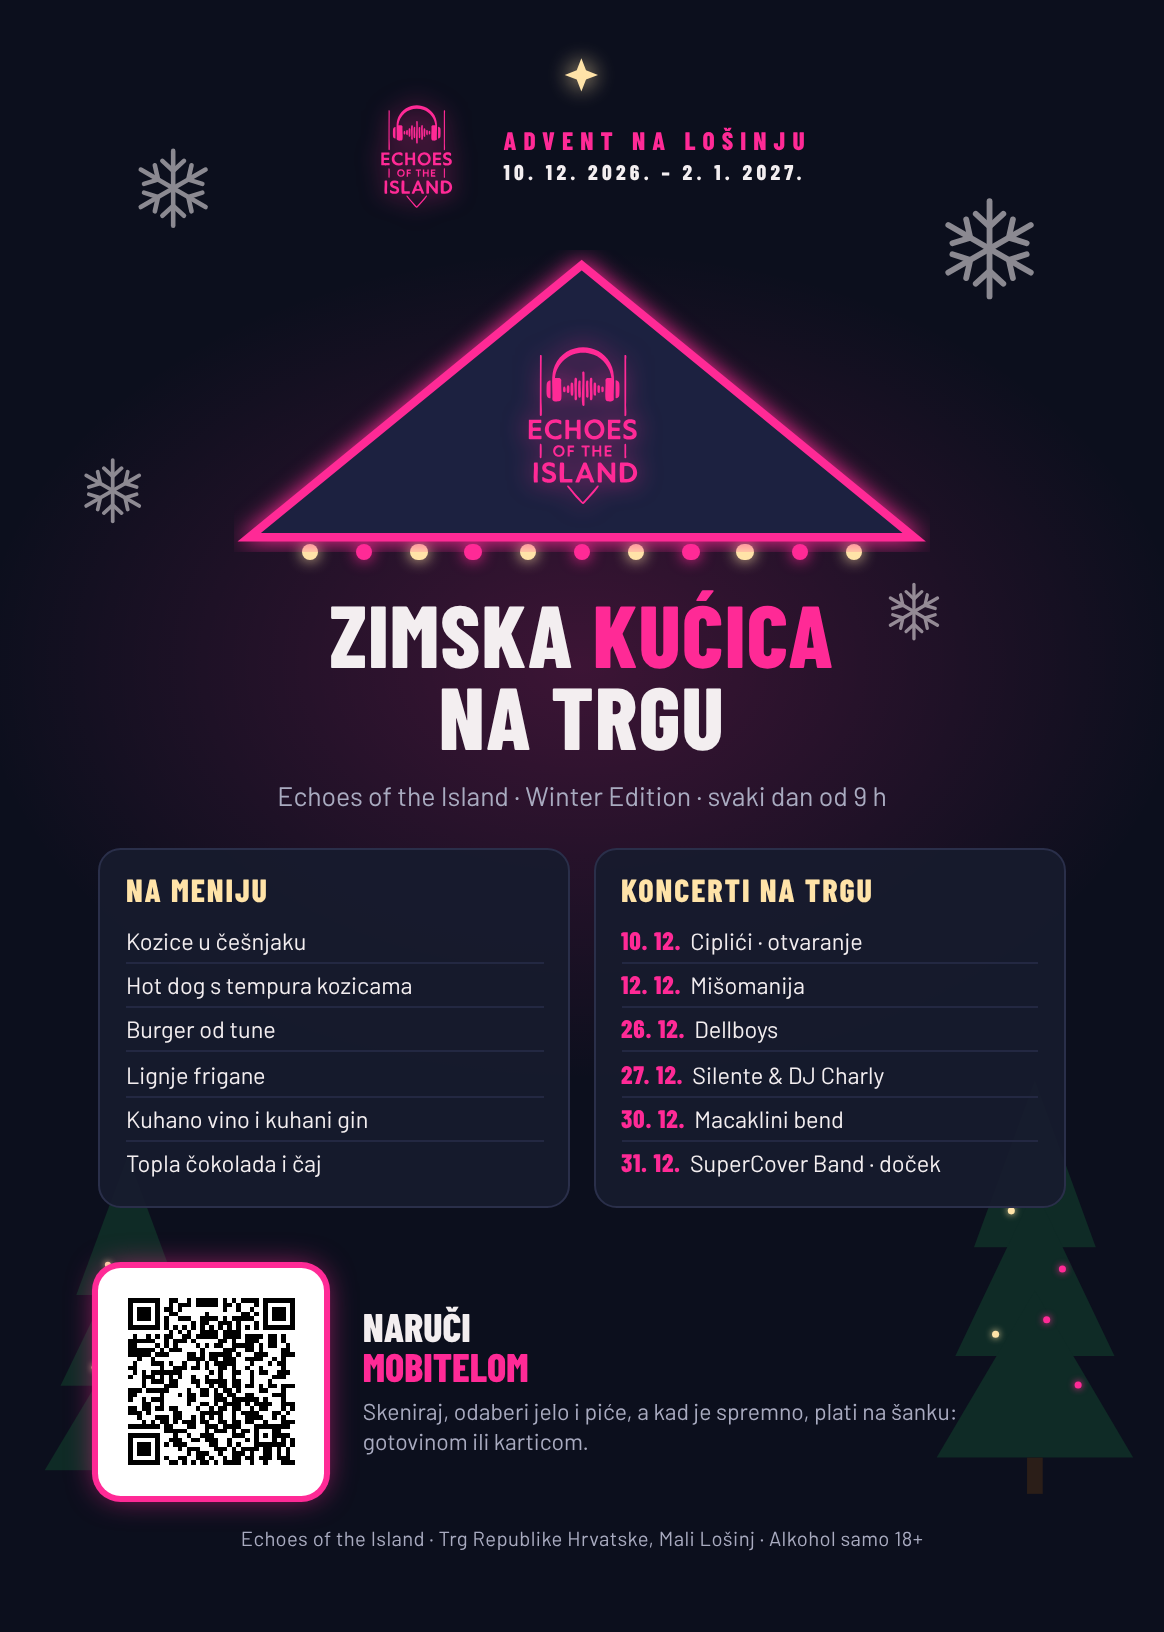 ECHOES
OF THE
ISLAND
ADVENT NA LOŠINJU
10. 12. 2026. – 2. 1. 2027.
ECHOES
OF THE
ISLAND
ZIMSKA KUĆICA
NA TRGU
Echoes of the Island · Winter Edition · svaki dan od 9 h
NA MENIJU
Kozice u češnjaku
Hot dog s tempura kozicama
Burger od tune
Lignje frigane
Kuhano vino i kuhani gin
Topla čokolada i čaj
KONCERTI NA TRGU
10. 12. Ciplići · otvaranje
12. 12. Mišomanija
26. 12. Dellboys
27. 12. Silente & DJ Charly
30. 12. Macaklini bend
31. 12. SuperCover Band · doček
NARUČI
MOBITELOM
Skeniraj, odaberi jelo i piće, a kad je spremno, plati na šanku:
gotovinom ili karticom.
Echoes of the Island · Trg Republike Hrvatske, Mali Lošinj · Alkohol samo 18+